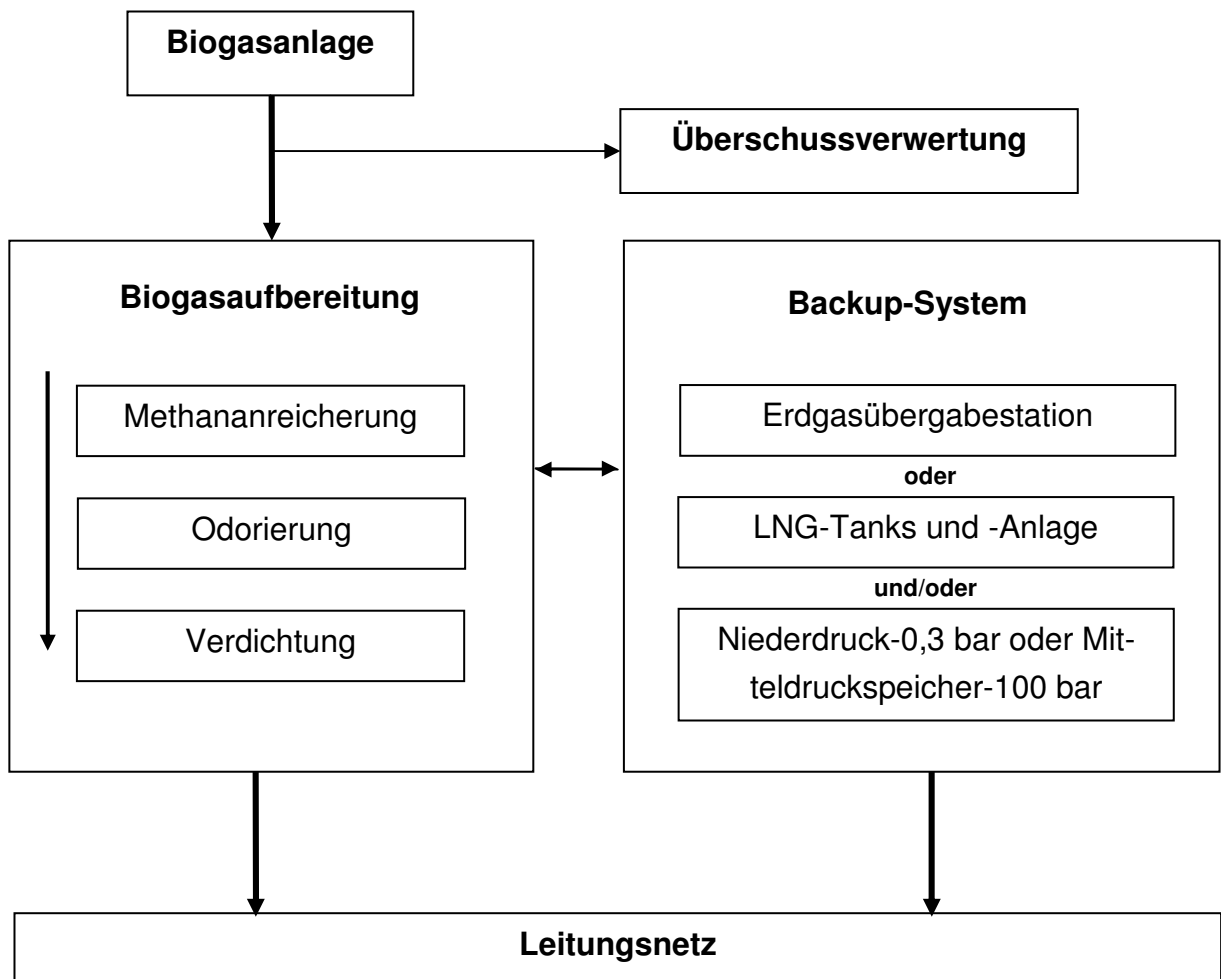 Biogasanlage
Überschussverwertung
Biogasaufbereitung
Methananreicherung
Odorierung
Verdichtung
Backup-System
Erdgasübergabestation
oder
LNG-Tanks und -Anlage
und/oder
Niederdruck-0,3 bar oder Mit-
teldruckspeicher-100 bar
Leitungsnetz